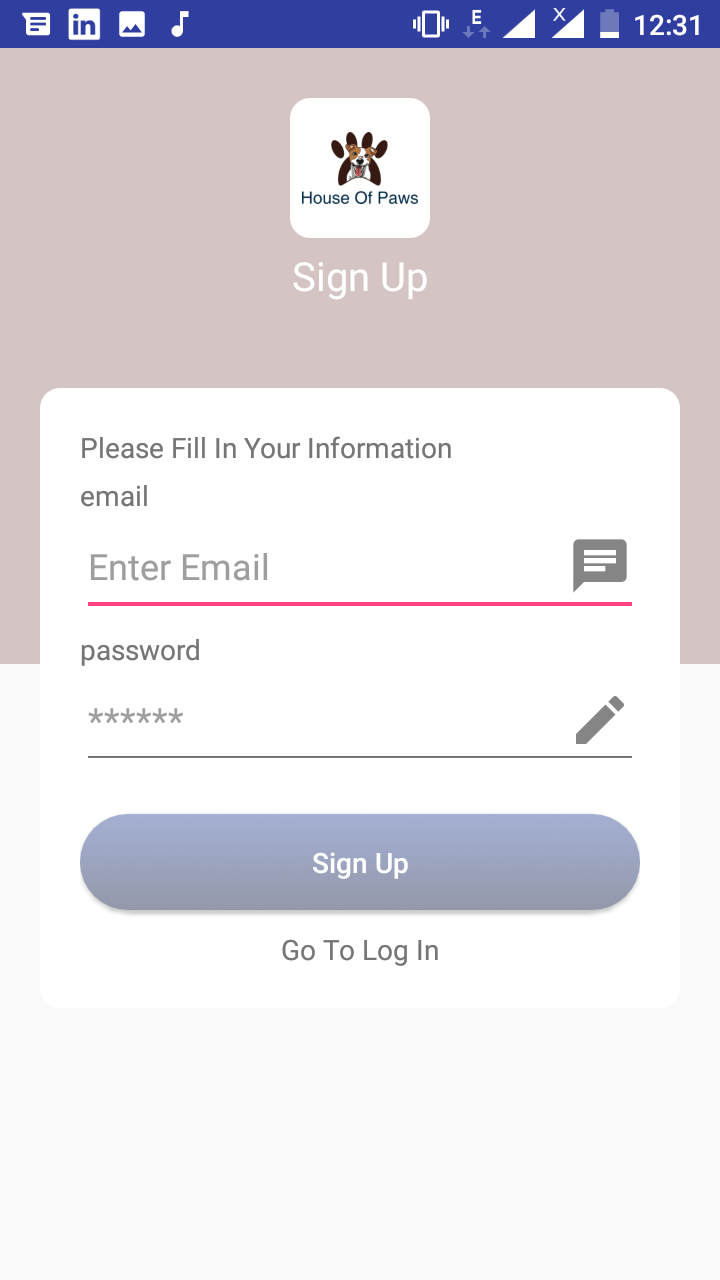 in E X 12:31
House Of Paws
Sign Up
Please Fill In Your Information
email
Enter Email
password
******
Sign Up
Go To Log In